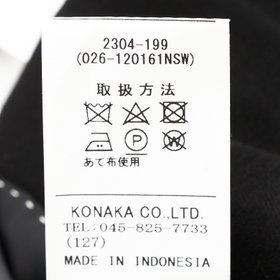 2304-199
(026-120161NSW)
取扱方法
P W
あて布使用
KONAKA CO.,LTD.
TEL:045-825-7733
(127)
MADE IN INDONESIA